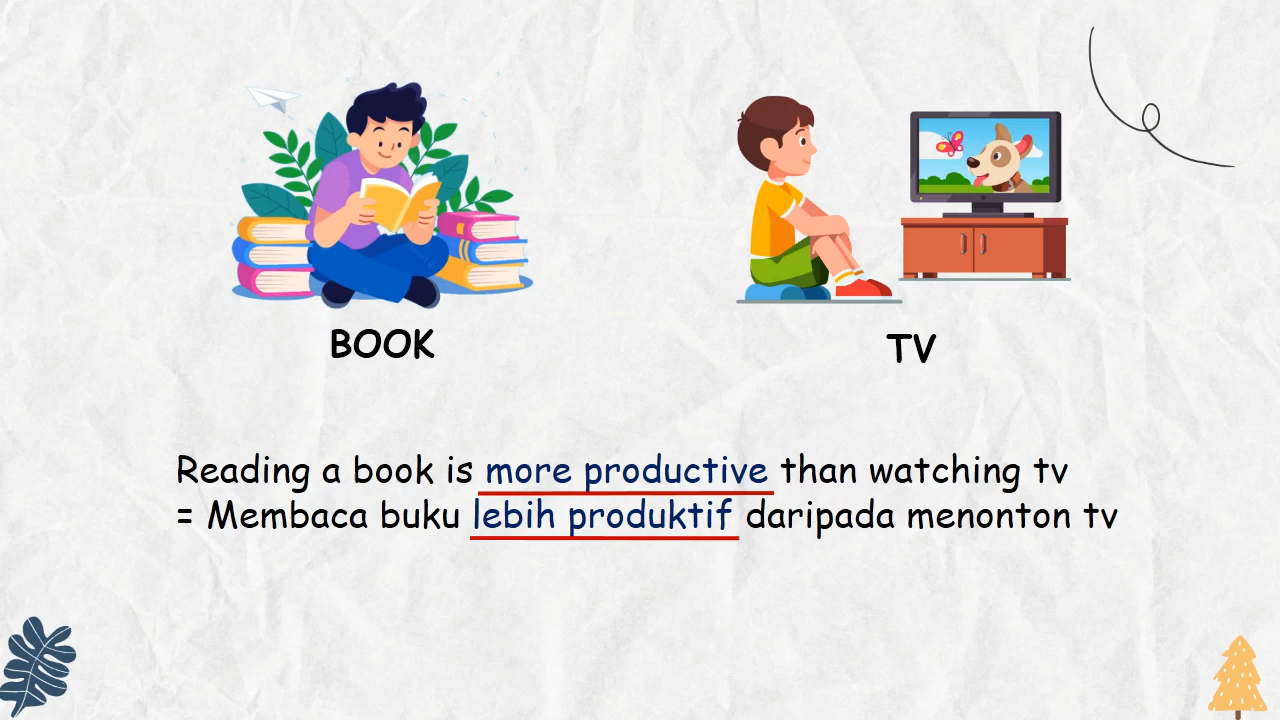 BOOK
TV
Reading a book is more productive than watching tv
= Membaca buku lebih produktif daripada menonton tv